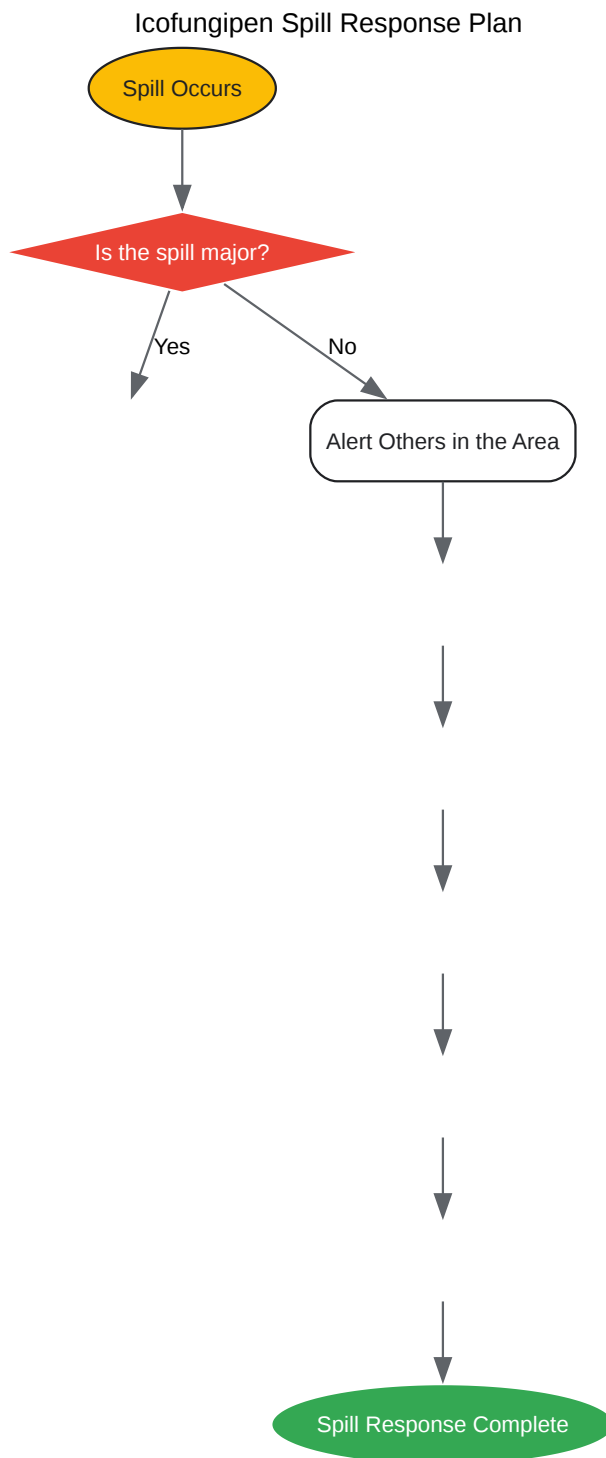 Icofungipen Spill Response Plan
Spill Occurs
Is the spill major?
Yes
No
Alert Others in the Area
Spill Response Complete